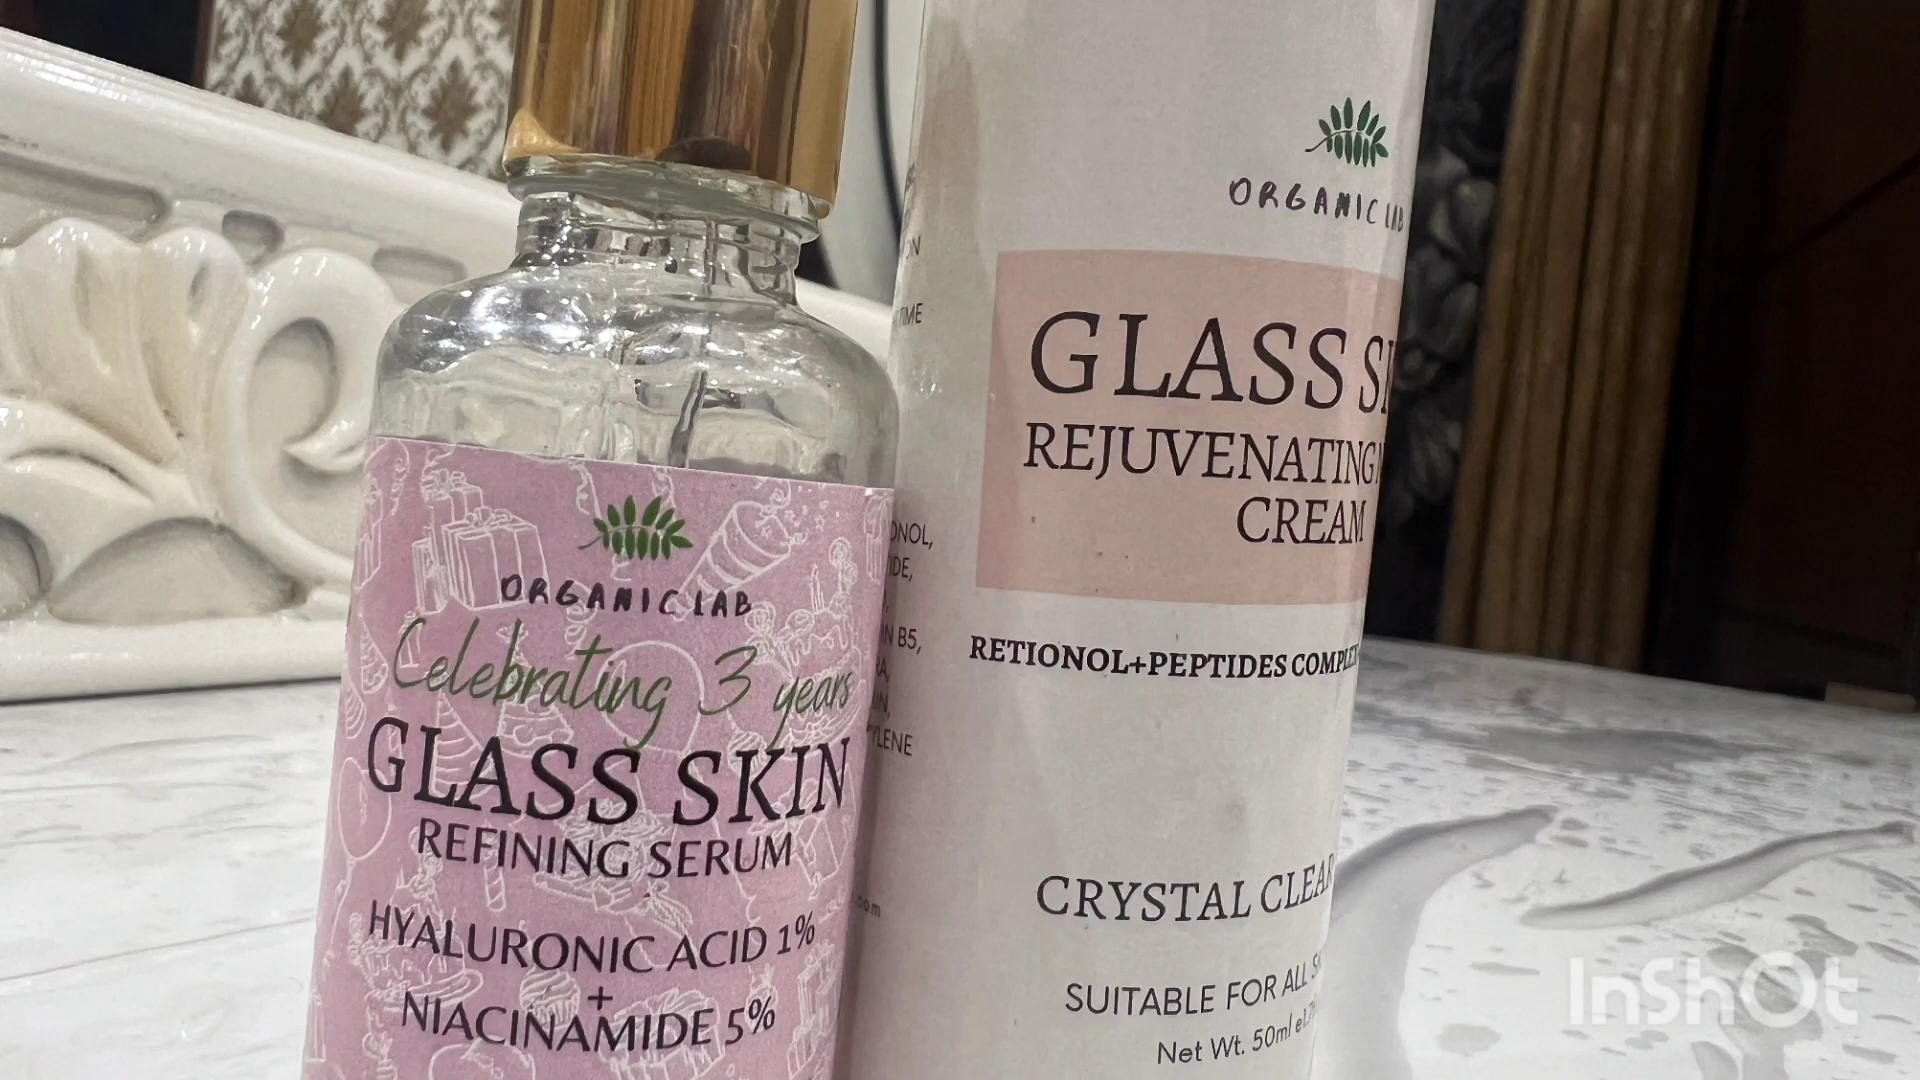 ORGANIC LAB
Celebrating 3 years
GLASS SKIN
REFINING SERUM
HYALURONIC ACID 1%
+
NIACINAMIDE 5%
ORGANIC LAB
GLASS
REJUVENATING
CREAM
RETIONOL+PEPTIDES
CRYSTAL CLEAR
SUITABLE FOR ALL
Net Wt. 50ml
B5,
InShOt